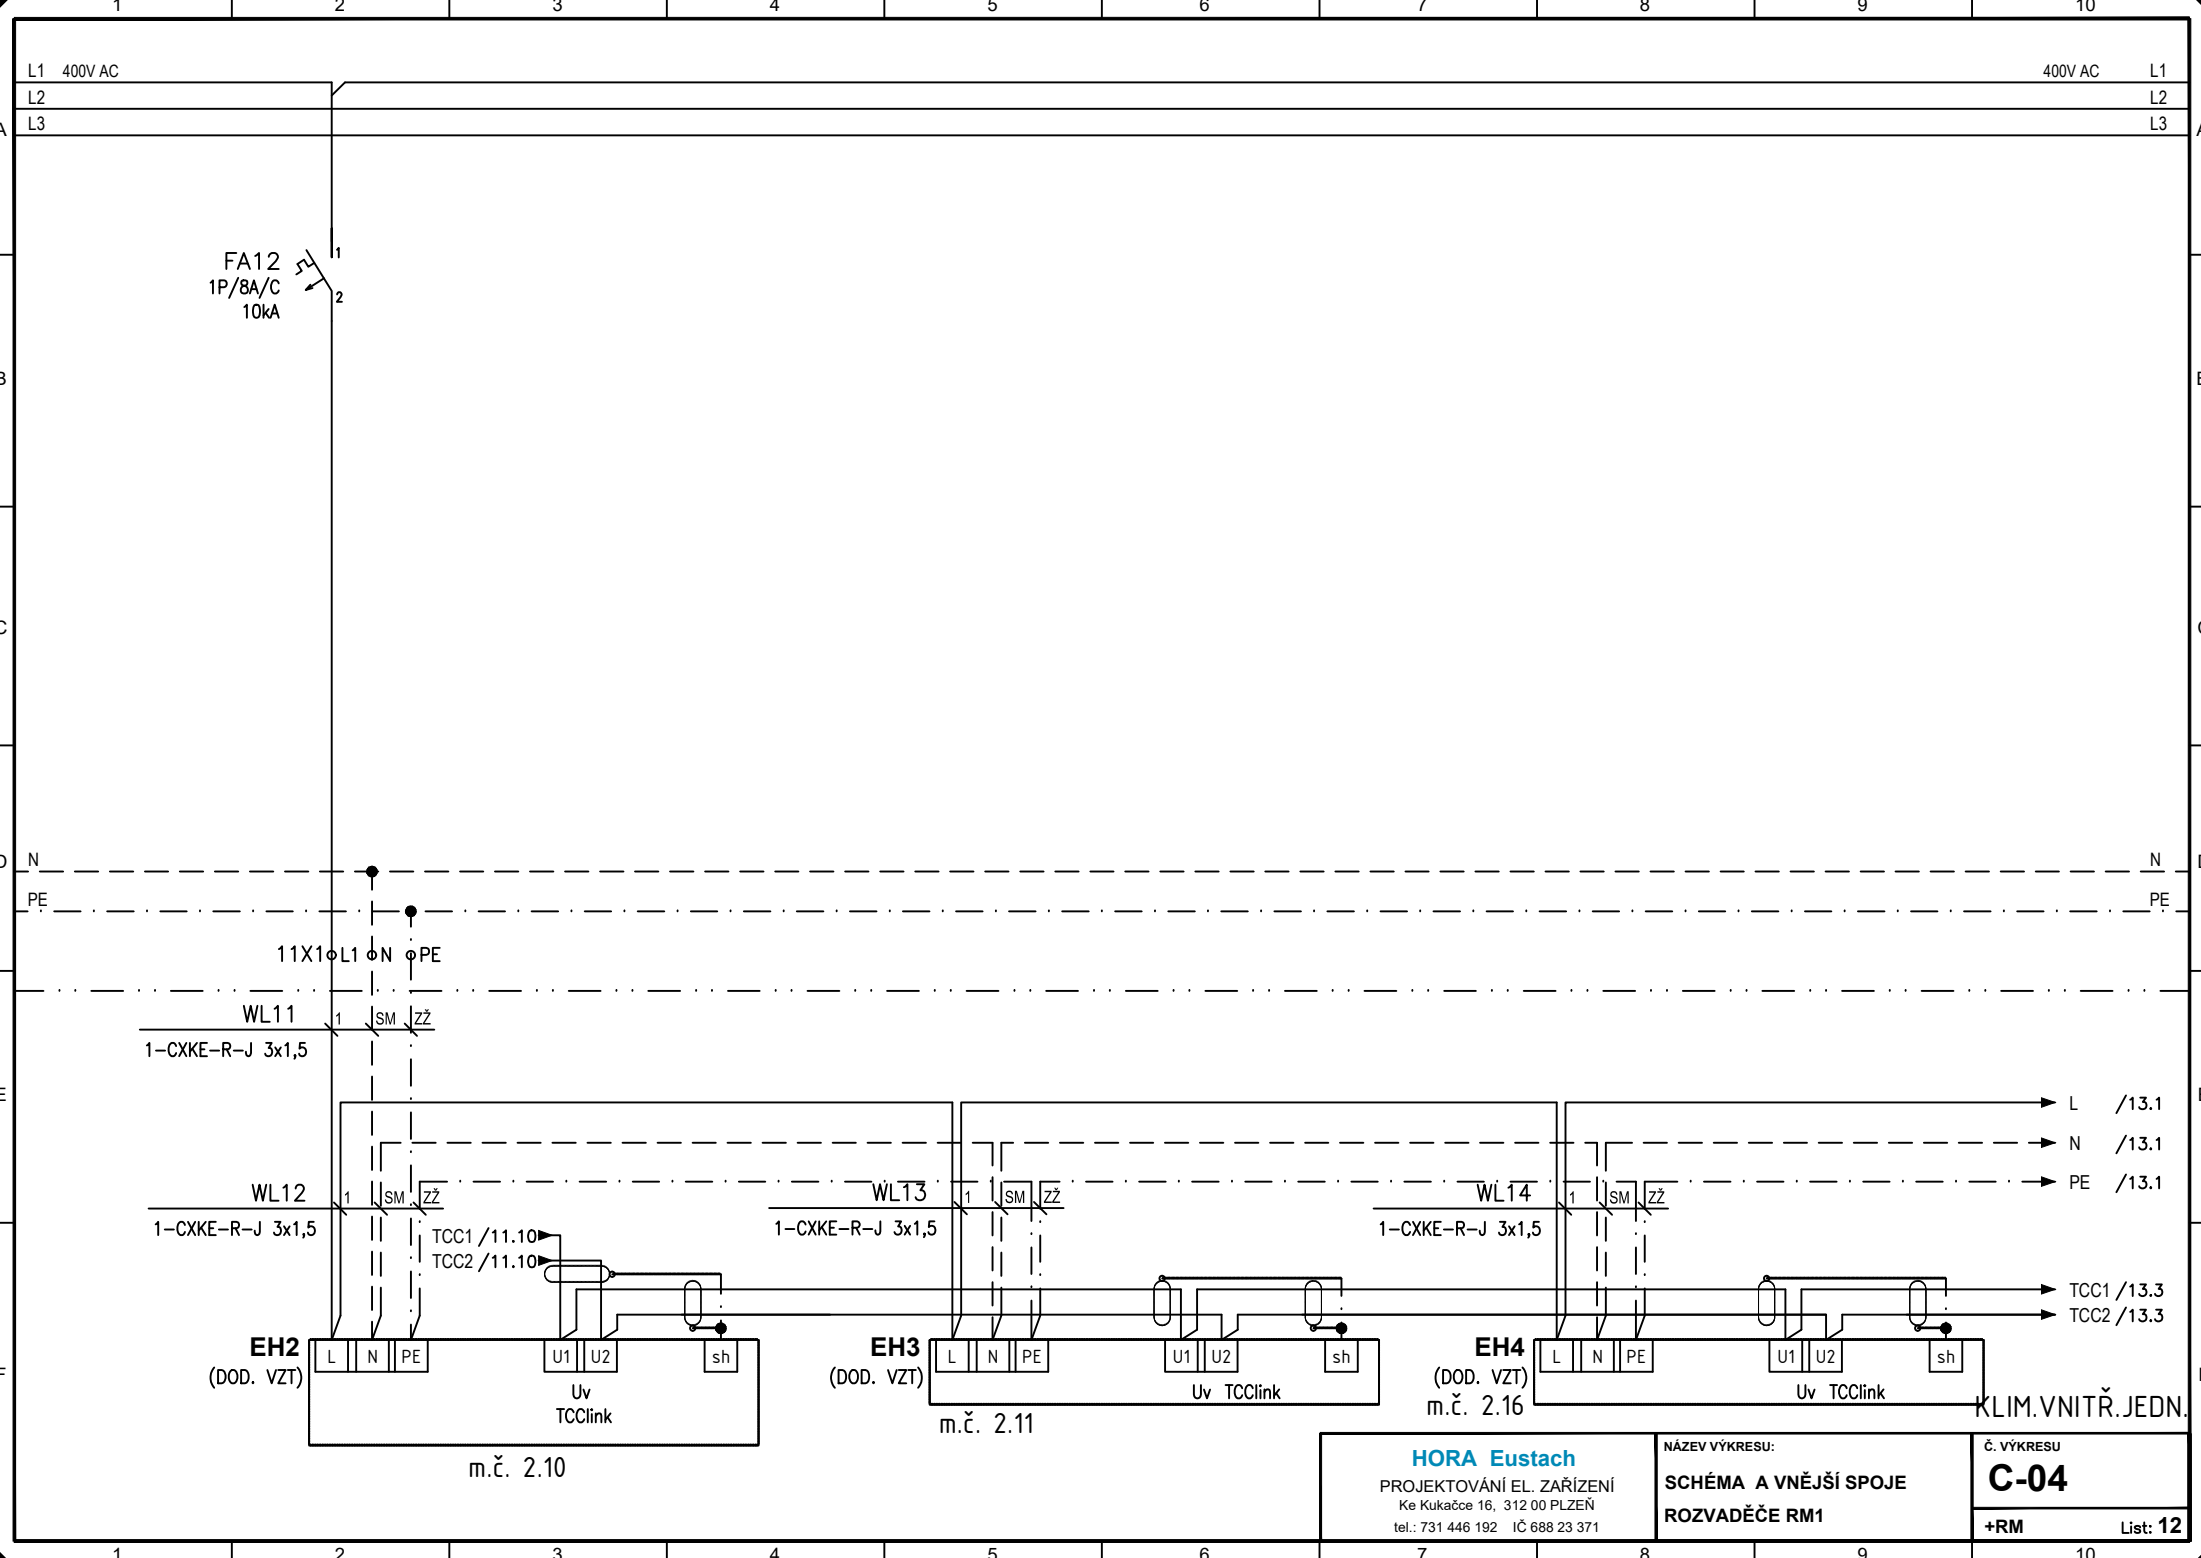 1 2 3 4 5 6 7 8 9 10
L1 400V AC 400V AC L1
L2 L2
L3 L3
A A
FA12
1P/8A/C
10kA
1
2
B
C
N N
D
PE PE
11X1 L1 N PE
WL11 1 SM ZŽ
1-CXKE-R-J 3x1,5
E
L /13.1
N /13.1
PE /13.1
WL12 1 SM ZŽ
1-CXKE-R-J 3x1,5
WL13 1 SM ZŽ
1-CXKE-R-J 3x1,5
WL14 1 SM ZŽ
1-CXKE-R-J 3x1,5
TCC1 /11.10
TCC2 /11.10
TCC1 /13.3
TCC2 /13.3
EH2 L N PE U1 U2 sh
(DOD. VZT)
Uv
TCClink
m.č. 2.10
EH3 L N PE U1 U2 sh
(DOD. VZT) Uv TCClink
m.č. 2.11
EH4 L N PE U1 U2 sh
(DOD. VZT) Uv TCClink
m.č. 2.16
F
KLIM.VNITŘ.JEDN.
HORA Eustach
PROJEKTOVÁNÍ EL. ZAŘÍZENÍ
Ke Kukačce 16, 312 00 PLZEŇ
tel.: 731 446 192 IČ 688 23 371
NÁZEV VÝKRESU:
SCHÉMA A VNĚJŠÍ SPOJE
ROZVADĚČE RM1
Č. VÝKRESU
C-04
+RM List: 12
1 2 3 4 5 6 7 8 9 10